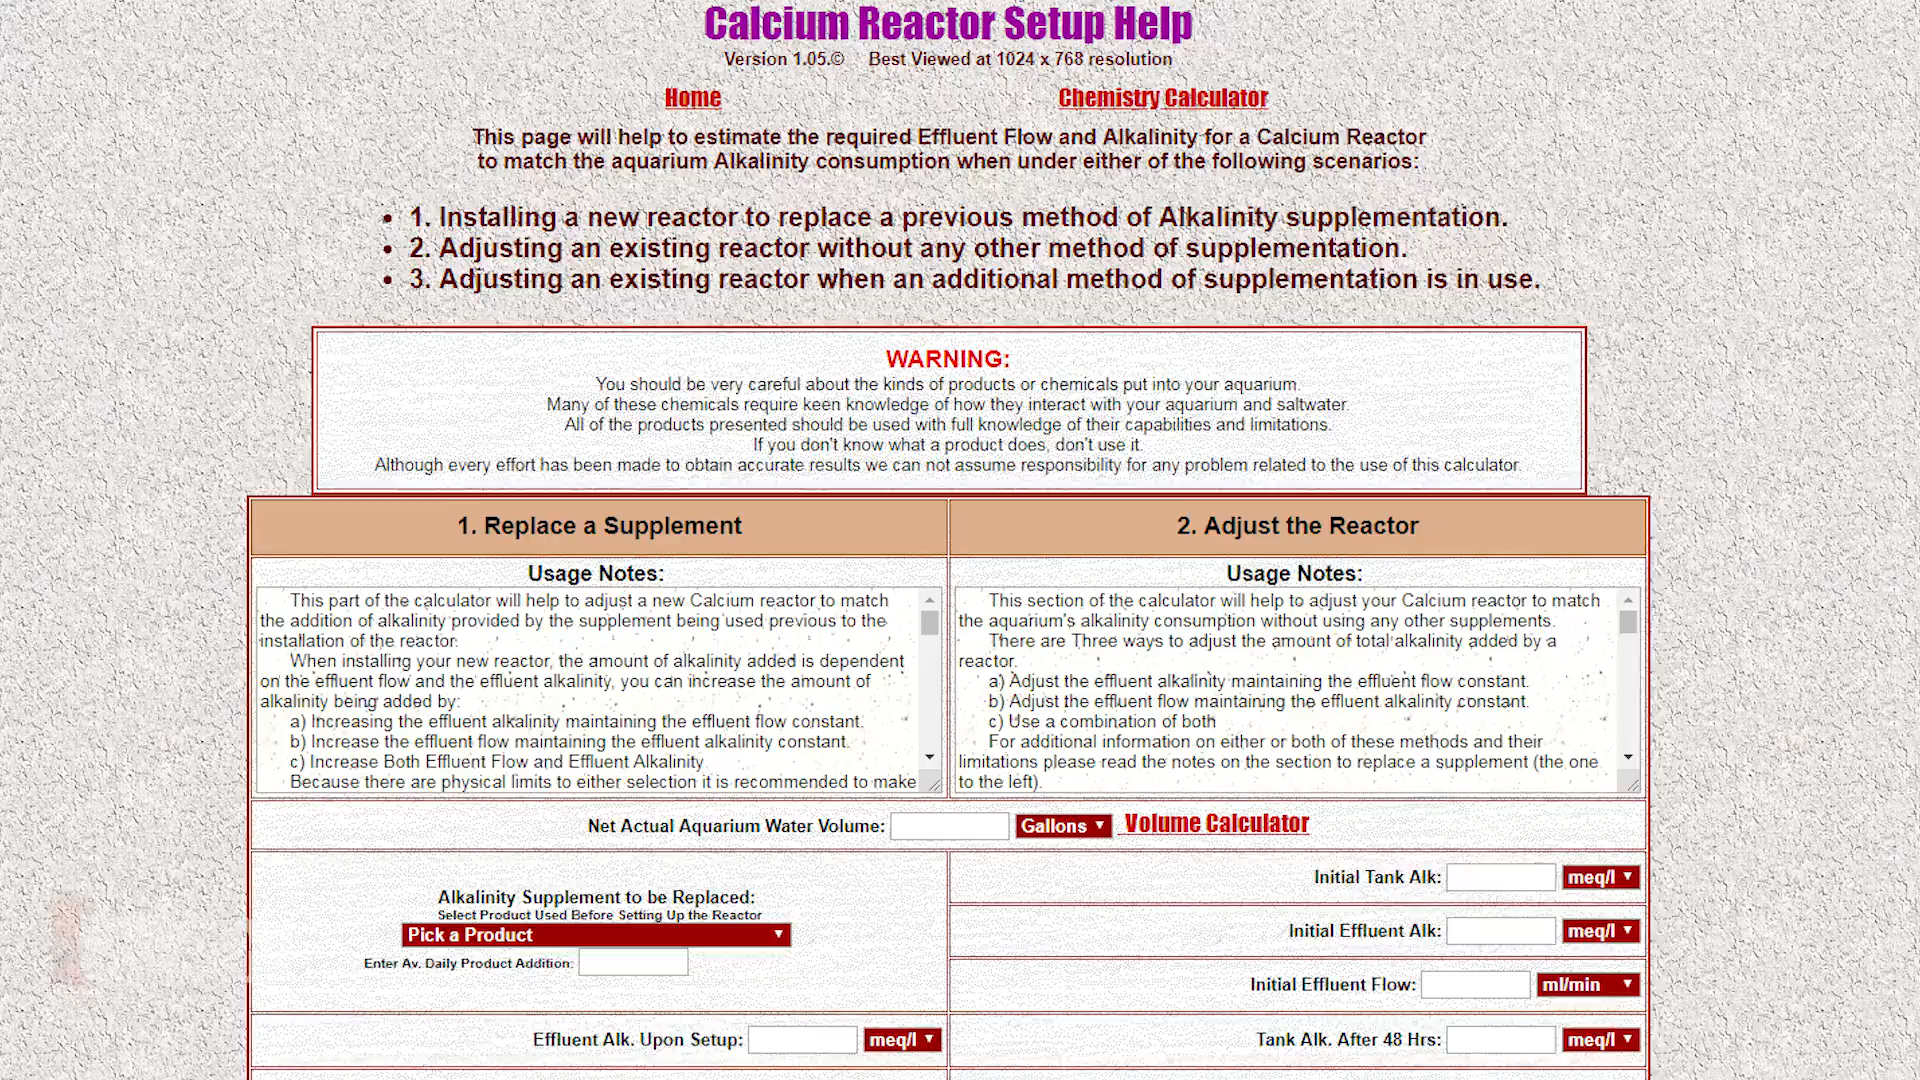 Calcium Reactor Setup Help
Version 1.05.© Best Viewed at 1024 x 768 resolution
Home Chemistry Calculator
This page will help to estimate the required Effluent Flow and Alkalinity for a Calcium Reactor
to match the aquarium Alkalinity consumption when under either of the following scenarios:
• 1. Installing a new reactor to replace a previous method of Alkalinity supplementation.
• 2. Adjusting an existing reactor without any other method of supplementation.
• 3. Adjusting an existing reactor when an additional method of supplementation is in use.
WARNING:
You should be very careful about the kinds of products or chemicals put into your aquarium.
Many of these chemicals require keen knowledge of how they interact with your aquarium and saltwater.
All of the products presented should be used with full knowledge of their capabilities and limitations.
If you don't know what a product does, don't use it.
Although every effort has been made to obtain accurate results we can not assume responsibility for any problem related to the use of this calculator.
1. Replace a Supplement
Usage Notes:
This part of the calculator will help to adjust a new Calcium reactor to match
the addition of alkalinity provided by the supplement being used previous to the
installation of the reactor.
When installing your new reactor, the amount of alkalinity added is dependent
on the effluent flow and the effluent alkalinity, you can increase the amount of
alkalinity being added by:
a) Increasing the effluent alkalinity maintaining the effluent flow constant.
b) Increase the effluent flow maintaining the effluent alkalinity constant.
c) Increase Both Effluent Flow and Effluent Alkalinity
Because there are physical limits to either selection it is recommended to make
2. Adjust the Reactor
Usage Notes:
This section of the calculator will help to adjust your Calcium reactor to match
the aquarium's alkalinity consumption without using any other supplements.
There are Three ways to adjust the amount of total alkalinity added by a
reactor.
a) Adjust the effluent alkalinity maintaining the effluent flow constant.
b) Adjust the effluent flow maintaining the effluent alkalinity constant.
c) Use a combination of both
For additional information on either or both of these methods and their
limitations please read the notes on the section to replace a supplement (the one
to the left).
Net Actual Aquarium Water Volume: Gallons Volume Calculator
Alkalinity Supplement to be Replaced:
Select Product Used Before Setting Up the Reactor
Pick a Product
Enter Av. Daily Product Addition:
Effluent Alk. Upon Setup: meq/l
Initial Tank Alk: meq/l
Initial Effluent Alk: meq/l
Initial Effluent Flow: ml/min
Tank Alk. After 48 Hrs: meq/l